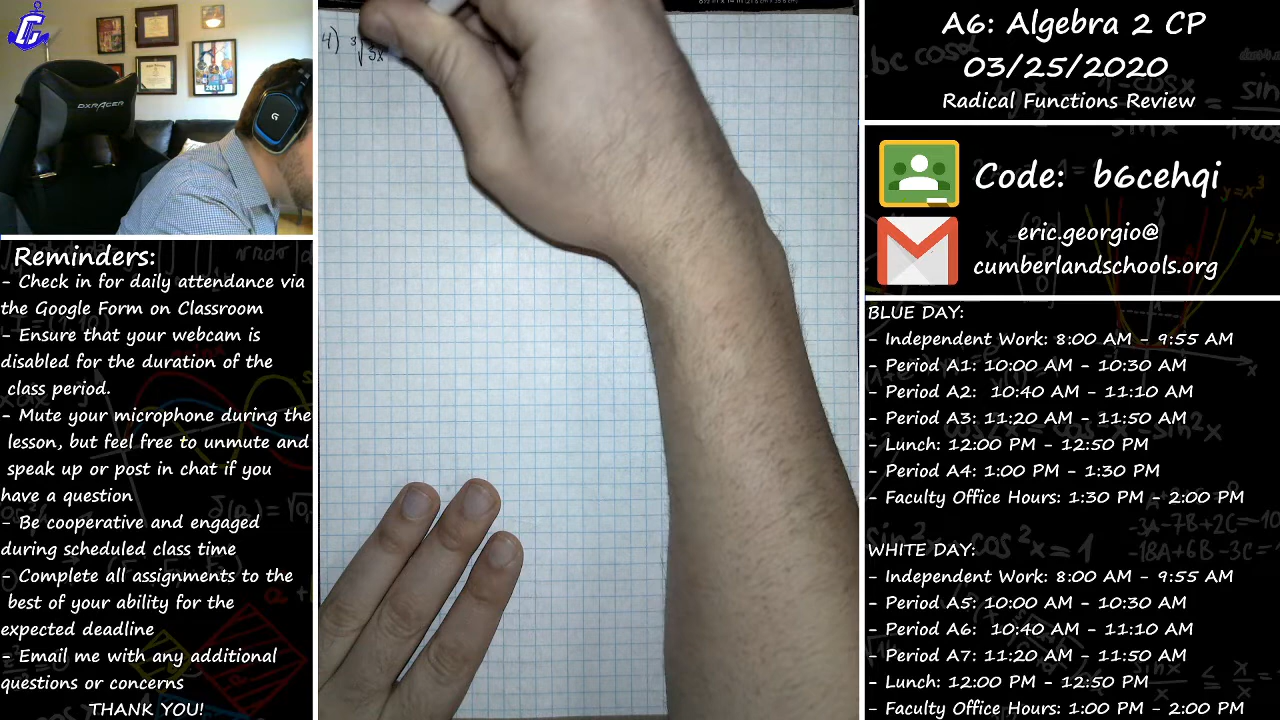 DXRACER
G
20211
4) ³√3x
Reminders:
- Check in for daily attendance via
the Google Form on Classroom
- Ensure that your webcam is
disabled for the duration of the
class period.
- Mute your microphone during the
lesson, but feel free to unmute and
speak up or post in chat if you
have a question
- Be cooperative and engaged
during scheduled class time
- Complete all assignments to the
best of your ability for the
expected deadline
- Email me with any additional
questions or concerns
THANK YOU!
A6: Algebra 2 CP
03/25/2020
Radical Functions Review
Code: b6cehqi
eric.georgio@
cumberlandschools.org
BLUE DAY:
- Independent Work: 8:00 AM - 9:55 AM
- Period A1: 10:00 AM - 10:30 AM
- Period A2: 10:40 AM - 11:10 AM
- Period A3: 11:20 AM - 11:50 AM
- Lunch: 12:00 PM - 12:50 PM
- Period A4: 1:00 PM - 1:30 PM
- Faculty Office Hours: 1:30 PM - 2:00 PM
WHITE DAY:
- Independent Work: 8:00 AM - 9:55 AM
- Period A5: 10:00 AM - 10:30 AM
- Period A6: 10:40 AM - 11:10 AM
- Period A7: 11:20 AM - 11:50 AM
- Lunch: 12:00 PM - 12:50 PM
- Faculty Office Hours: 1:00 PM - 2:00 PM